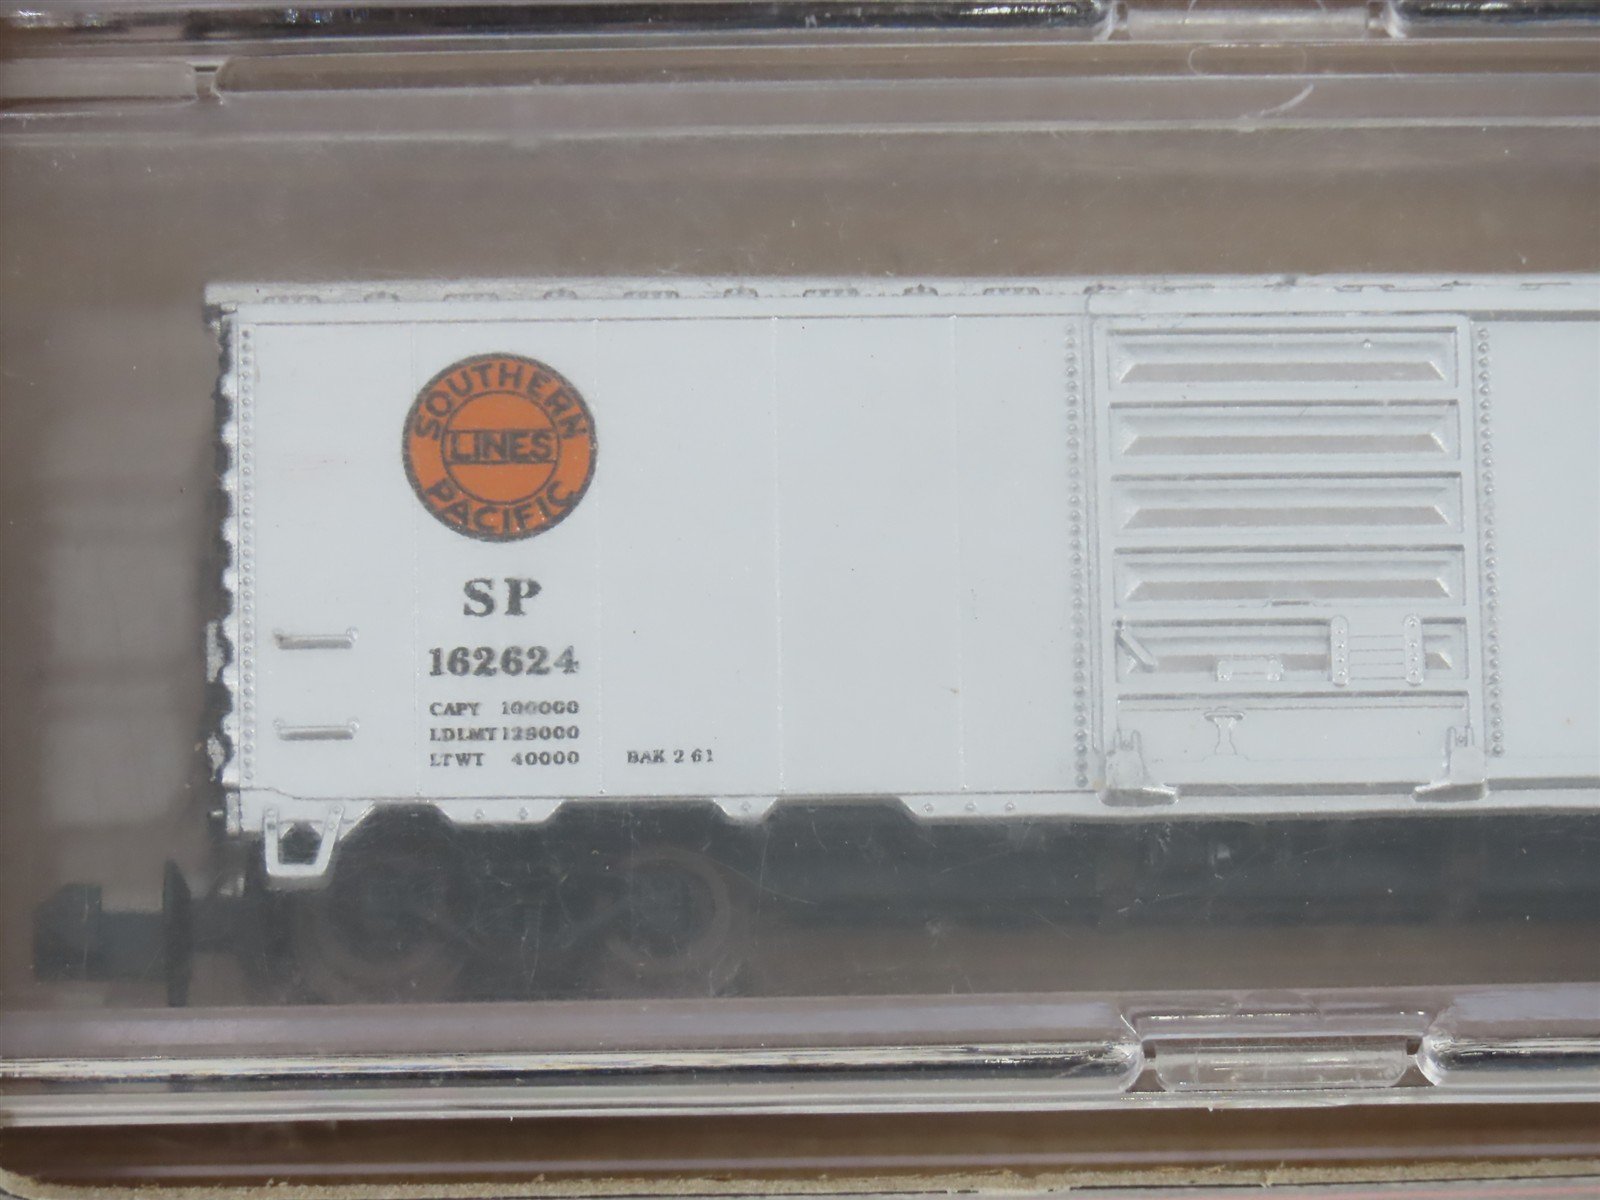 SOUTHERN
LINES
PACIFIC
SP
162624
CAPY 100000
LDLMT 128000
LTWT 40000 BAK 2 61